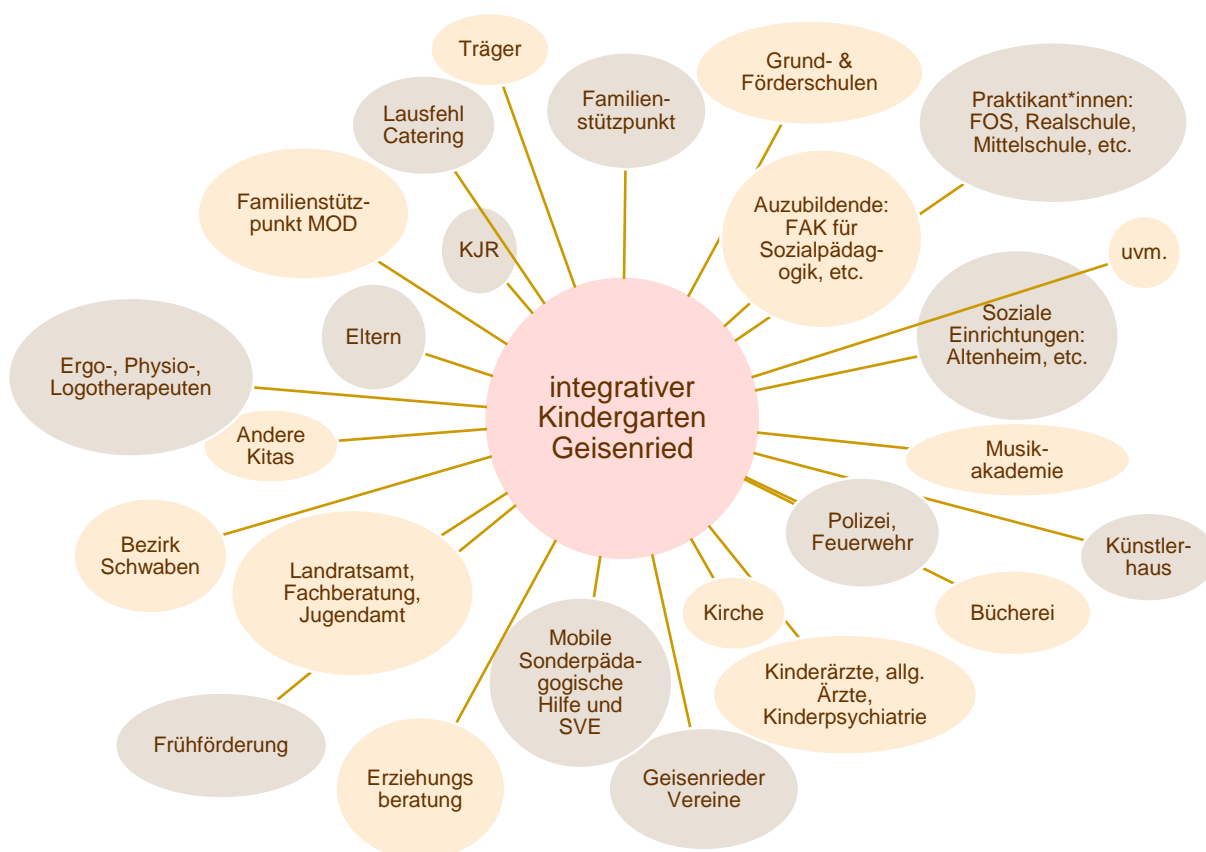 Träger
Grund- &
Förderschulen
Familien-
stützpunkt
Praktikant*innen:
FOS, Realschule,
Mittelschule, etc.
Lausfehl
Catering
Familienstütz-
punkt MOD
Auzubildende:
FAK für
Sozialpädag-
ogik, etc.
KJR
uvm.
Eltern
Soziale
Einrichtungen:
Altenheim, etc.
Ergo-, Physio-,
Logotherapeuten
integrativer
Kindergarten
Geisenried
Andere
Kitas
Musik-
akademie
Bezirk
Schwaben
Polizei,
Feuerwehr
Künstler-
haus
Landratsamt,
Fachberatung,
Jugendamt
Kirche
Bücherei
Mobile
Sonderpäda-
gogische
Hilfe und
SVE
Kinderärzte, allg.
Ärzte,
Kinderpsychiatrie
Frühförderung
Erziehungs
beratung
Geisenrieder
Vereine